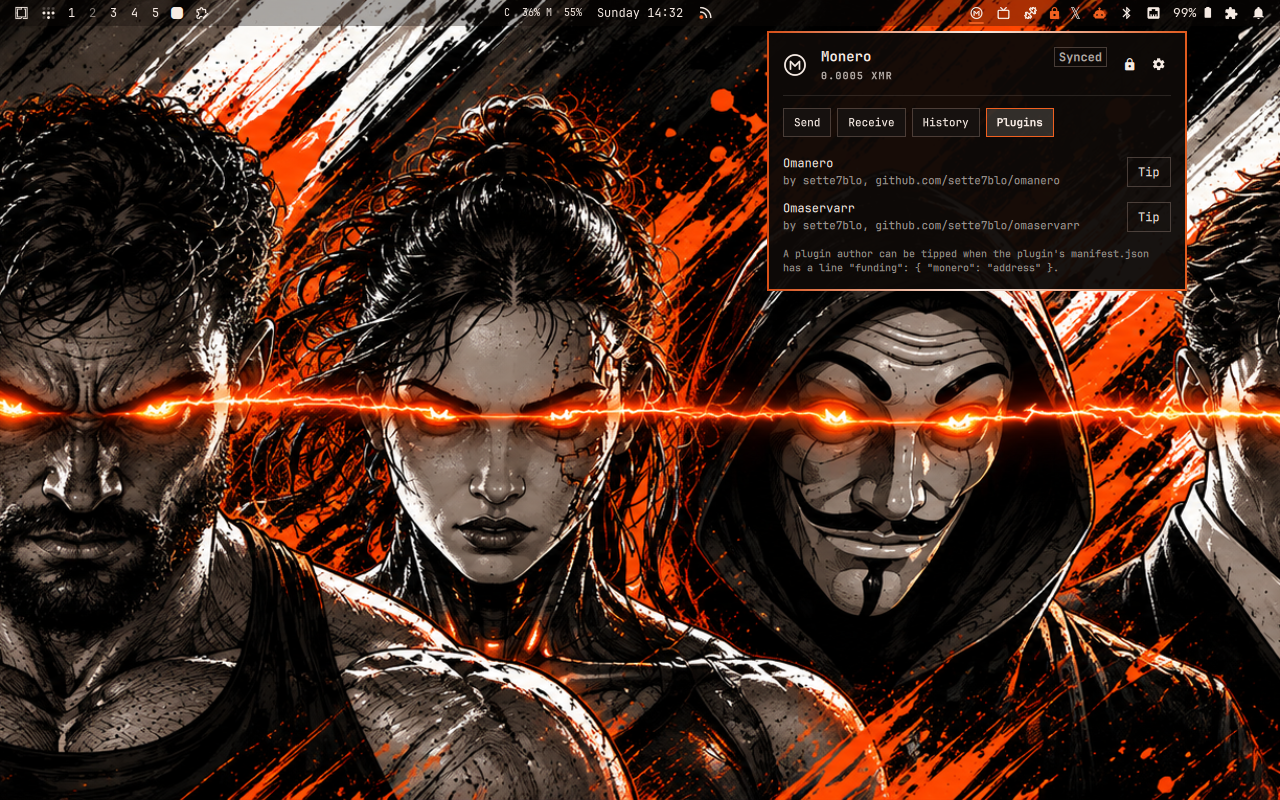 1 2 3 4 5
C 36% M 55% Sunday 14:32
99%
Monero
0.0005 XMR
Synced
Send Receive History Plugins
Omanero
by sette7blo, github.com/sette7blo/omanero
Tip
Omaservarr
by sette7blo, github.com/sette7blo/omaservarr
Tip
A plugin author can be tipped when the plugin's manifest.json
has a line "funding": { "monero": "address" }.